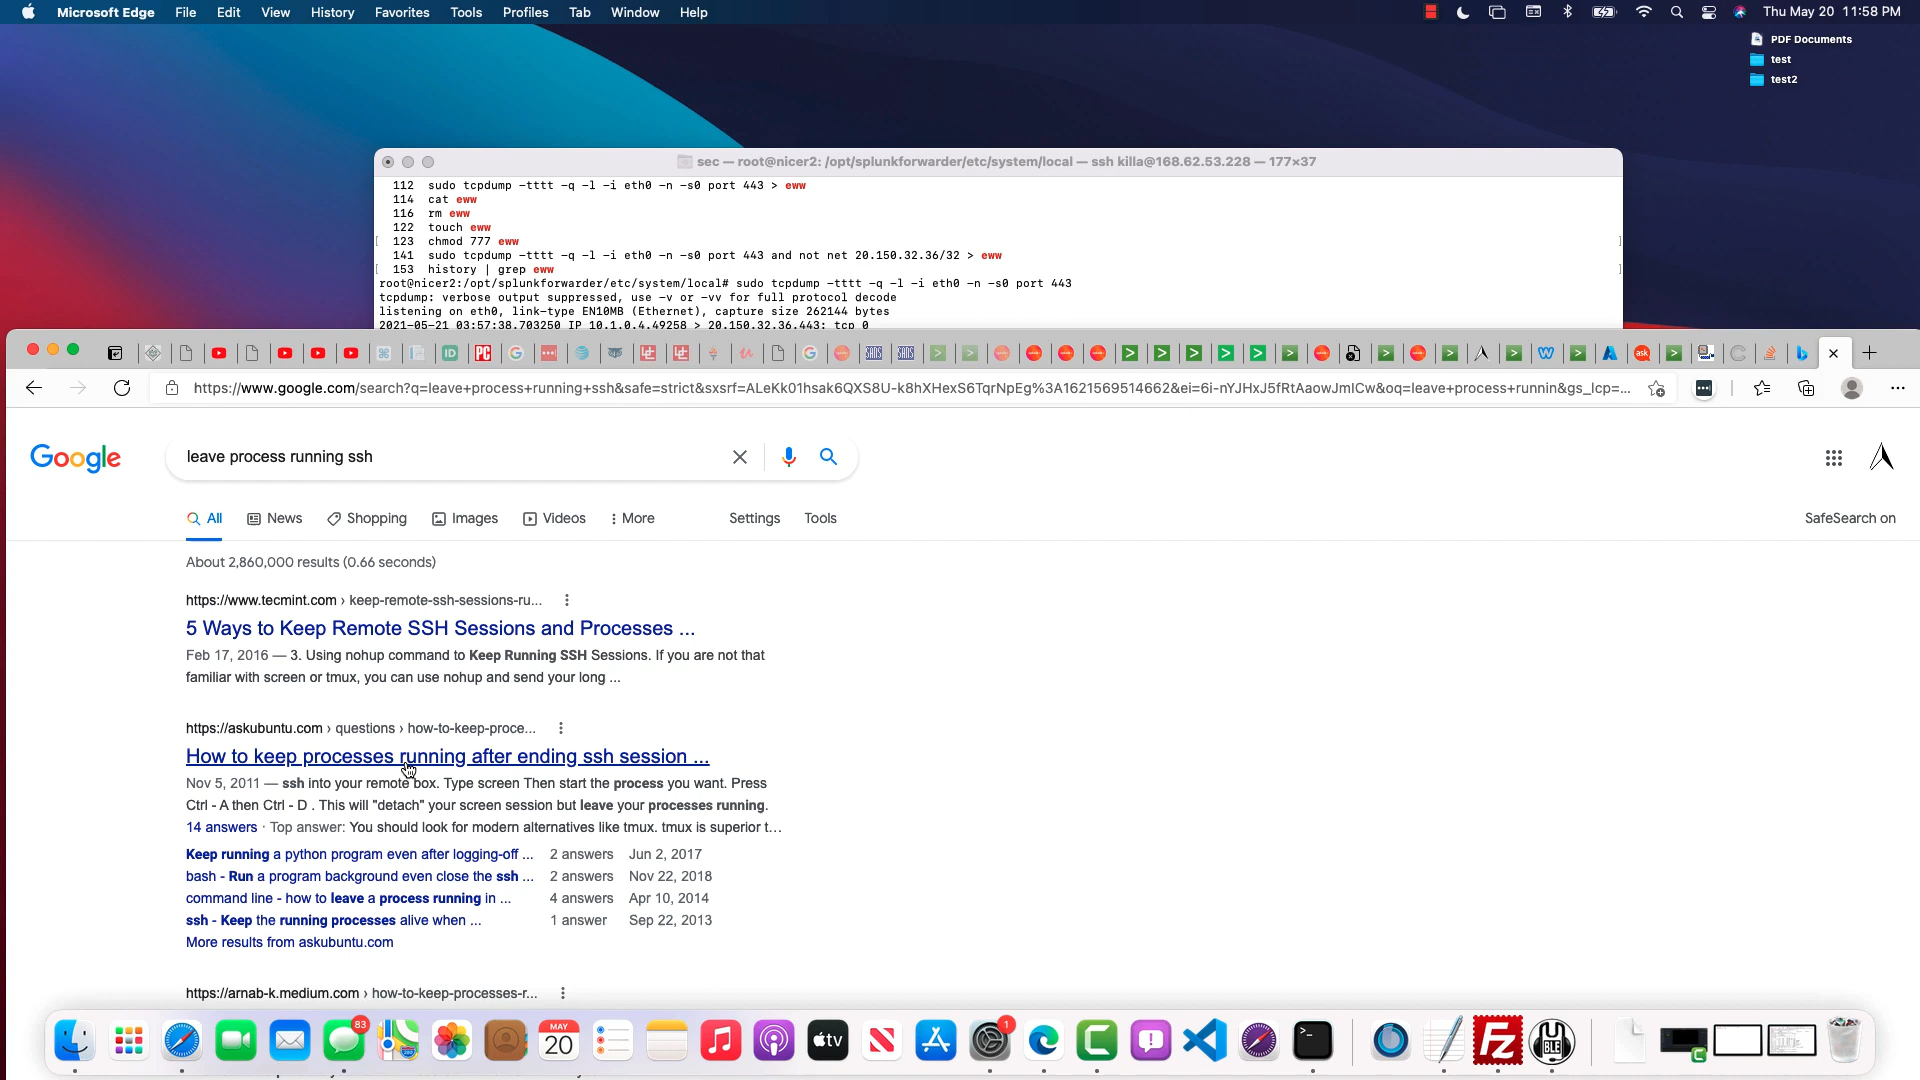 Microsoft Edge File Edit View History Favorites Tools Profiles Tab Window Help Thu May 20 11:58 PM
PDF Documents
test
test2
sec — root@nicer2: /opt/splunkforwarder/etc/system/local — ssh killa@168.62.53.228 — 177×37
112 sudo tcpdump -tttt -q -l -i eth0 -n -s0 port 443 > eww
114 cat eww
116 rm eww
122 touch eww
[ 123 chmod 777 eww ]
141 sudo tcpdump -tttt -q -l -i eth0 -n -s0 port 443 and not net 20.150.32.36/32 > eww
[ 153 history | grep eww ]
root@nicer2:/opt/splunkforwarder/etc/system/local# sudo tcpdump -tttt -q -l -i eth0 -n -s0 port 443
tcpdump: verbose output suppressed, use -v or -vv for full protocol decode
listening on eth0, link-type EN10MB (Ethernet), capture size 262144 bytes
2021-05-21 03:57:38.703250 IP 10.1.0.4.49258 > 20.150.32.36.443: tcp 0
https://www.google.com/search?q=leave+process+running+ssh&safe=strict&sxsrf=ALeKk01hsak6QXS8U-k8hXHexS6TqrNpEg%3A1621569514662&ei=6i-nYJHxJ5fRtAaowJmICw&oq=leave+process+runnin&gs_lcp=...
Google
leave process running ssh
All News Shopping Images Videos More Settings Tools SafeSearch on
About 2,860,000 results (0.66 seconds)
https://www.tecmint.com › keep-remote-ssh-sessions-ru...
5 Ways to Keep Remote SSH Sessions and Processes ...
Feb 17, 2016 — 3. Using nohup command to Keep Running SSH Sessions. If you are not that
familiar with screen or tmux, you can use nohup and send your long ...
https://askubuntu.com › questions › how-to-keep-proce...
How to keep processes running after ending ssh session ...
Nov 5, 2011 — ssh into your remote box. Type screen Then start the process you want. Press
Ctrl - A then Ctrl - D . This will "detach" your screen session but leave your processes running.
14 answers · Top answer: You should look for modern alternatives like tmux. tmux is superior t...
Keep running a python program even after logging-off ... 2 answers Jun 2, 2017
bash - Run a program background even close the ssh ... 2 answers Nov 22, 2018
command line - how to leave a process running in ... 4 answers Apr 10, 2014
ssh - Keep the running processes alive when ... 1 answer Sep 22, 2013
More results from askubuntu.com
https://arnab-k.medium.com › how-to-keep-processes-r...
83
MAY
20
tv
1